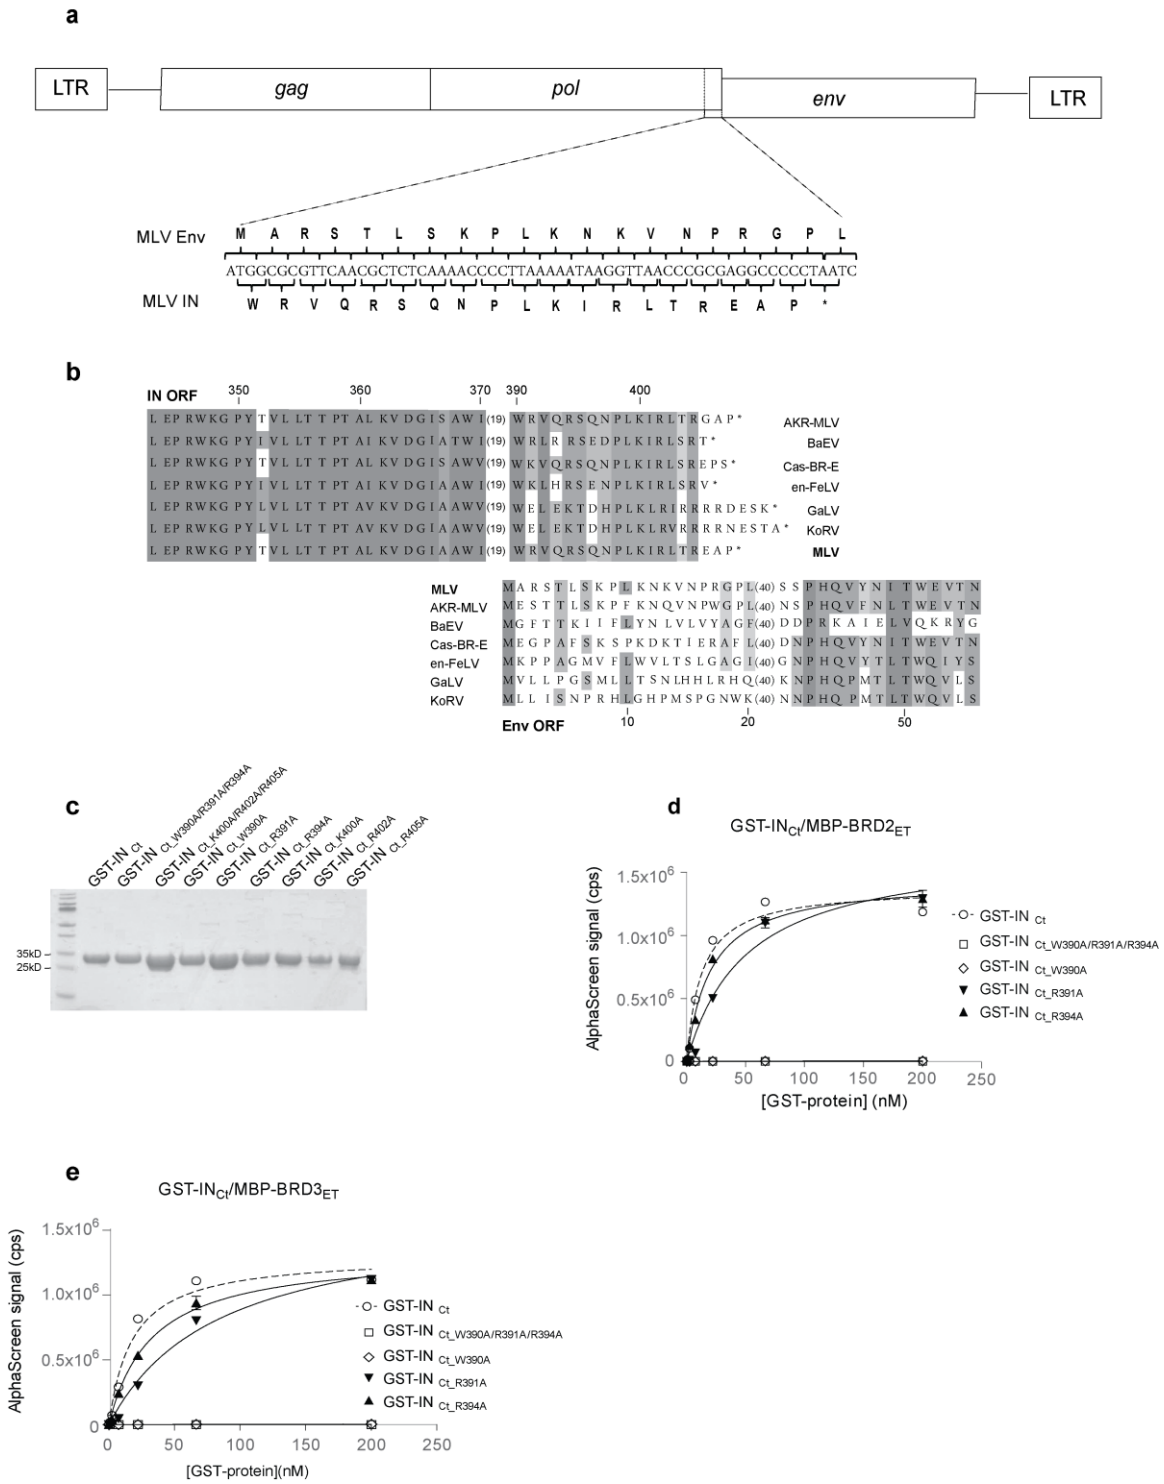 a
LTR gag pol env LTR
MLV Env M A R S T L S K P L K N K V N P R G P L
ATGGCGCGTTCAACGCTCTCAAAACCCCTTAAAAATAAGGTTAACCCGCGAGGCCCCCTAATC
MLV IN W R V Q R S Q N P L K I R L T R E A P *
b
IN ORF 350 360 370 390 400
L E P R W K G P Y T V L L T T P T A L K V D G I S A W I (19) W R V Q R S Q N P L K I R L T R G A P * AKR-MLV
L E P R W K G P Y I V L L T T P T A L K V D G I A T W I (19) W R L R R S E D P L K I R L S R T * BaEV
L E P R W K G P Y T V L L T T P T A L K V D G I S A W V (19) W K V Q R S Q N P L K I R L S R E P S * Cas-BR-E
L E P R W K G P Y T V L L T T P T A I K V D G I A A W I (19) W K L H R S E N P L K I R L S R V * en-FeLV
L E P R W K G P Y L V L L T T P T A V K V D G I A A W I (19) W E L E K T D H P L K L R I R R R R D E S K * GaLV
L E P R W K G P Y L V L L T T P T A V K V D G I A A W I (19) W E L E K T D H P L K L R V R R R R N E S T A * KoRV
L E P R W K G P Y T V L L T T P T A L K V D G I A A W I (19) W R V Q R S Q N P L K I R L T R E A P * MLV
MLV M A R S T L S K P L K N K V N P R G P L (40) S S P H Q V Y N I T W E V T N
AKR-MLV M E S T T L S K P F K N Q V N P W G P L (40) N S P H Q V F N L T W E V T N
BaEV M G F T T K I I F L Y N L V L V Y A G F (40) D D P R K A I E L V Q K R Y G
Cas-BR-E M E G P A F S K S P K D K T I E R A F L (40) D N P H Q V Y N I T W E V T N
en-FeLV M K P P A G M V F L W V L T S L G A G I (40) G N P H Q V Y T L T W Q I Y S
GaLV M V L L P G S M L L T S N L H H L R H Q (40) K N P H Q P M T L T W Q V L S
KoRV M L L I S N P R H L G H P M S P G N W K (40) N N P H Q P M T L T W Q V L S
Env ORF 10 20 50
c
GST-IN Ct
GST-IN Ct_W390A/R391A/R394A
GST-IN Ct_K400A/R402A/R405A
GST-IN Ct_W390A
GST-IN Ct_R391A
GST-IN Ct_R394A
GST-IN Ct_K400A
GST-IN Ct_R402A
GST-IN Ct_R405A
35kD
25kD
d
GST-INCt/MBP-BRD2ET
AlphaScreen signal (cps)
1.5x10⁶
1.0x10⁶
0.5x10⁶
0
0 50 100 150 200 250
[GST-protein] (nM)
GST-IN Ct
GST-IN Ct_W390A/R391A/R394A
GST-IN Ct_W390A
GST-IN Ct_R391A
GST-IN Ct_R394A
e
GST-INCt/MBP-BRD3ET
AlphaScreen signal (cps)
1.5x10⁶
1.0x10⁶
0.5x10⁶
0
0 50 100 150 200 250
[GST-protein](nM)
GST-IN Ct
GST-IN Ct_W390A/R391A/R394A
GST-IN Ct_W390A
GST-IN Ct_R391A
GST-IN Ct_R394A